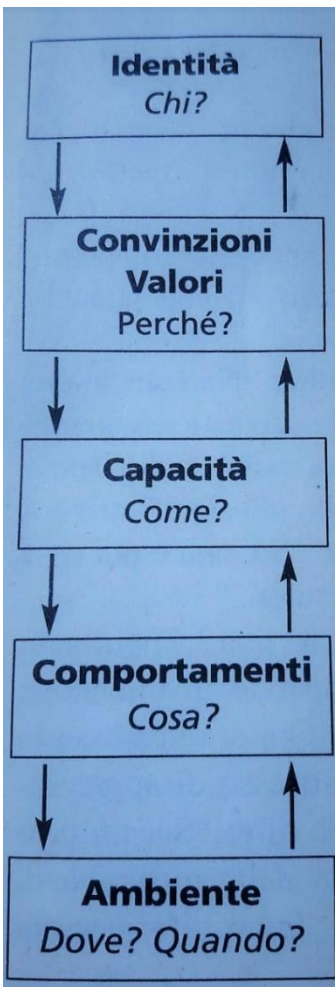 Identità
Chi?
Convinzioni
Valori
Perché?
Capacità
Come?
Comportamenti
Cosa?
Ambiente
Dove? Quando?